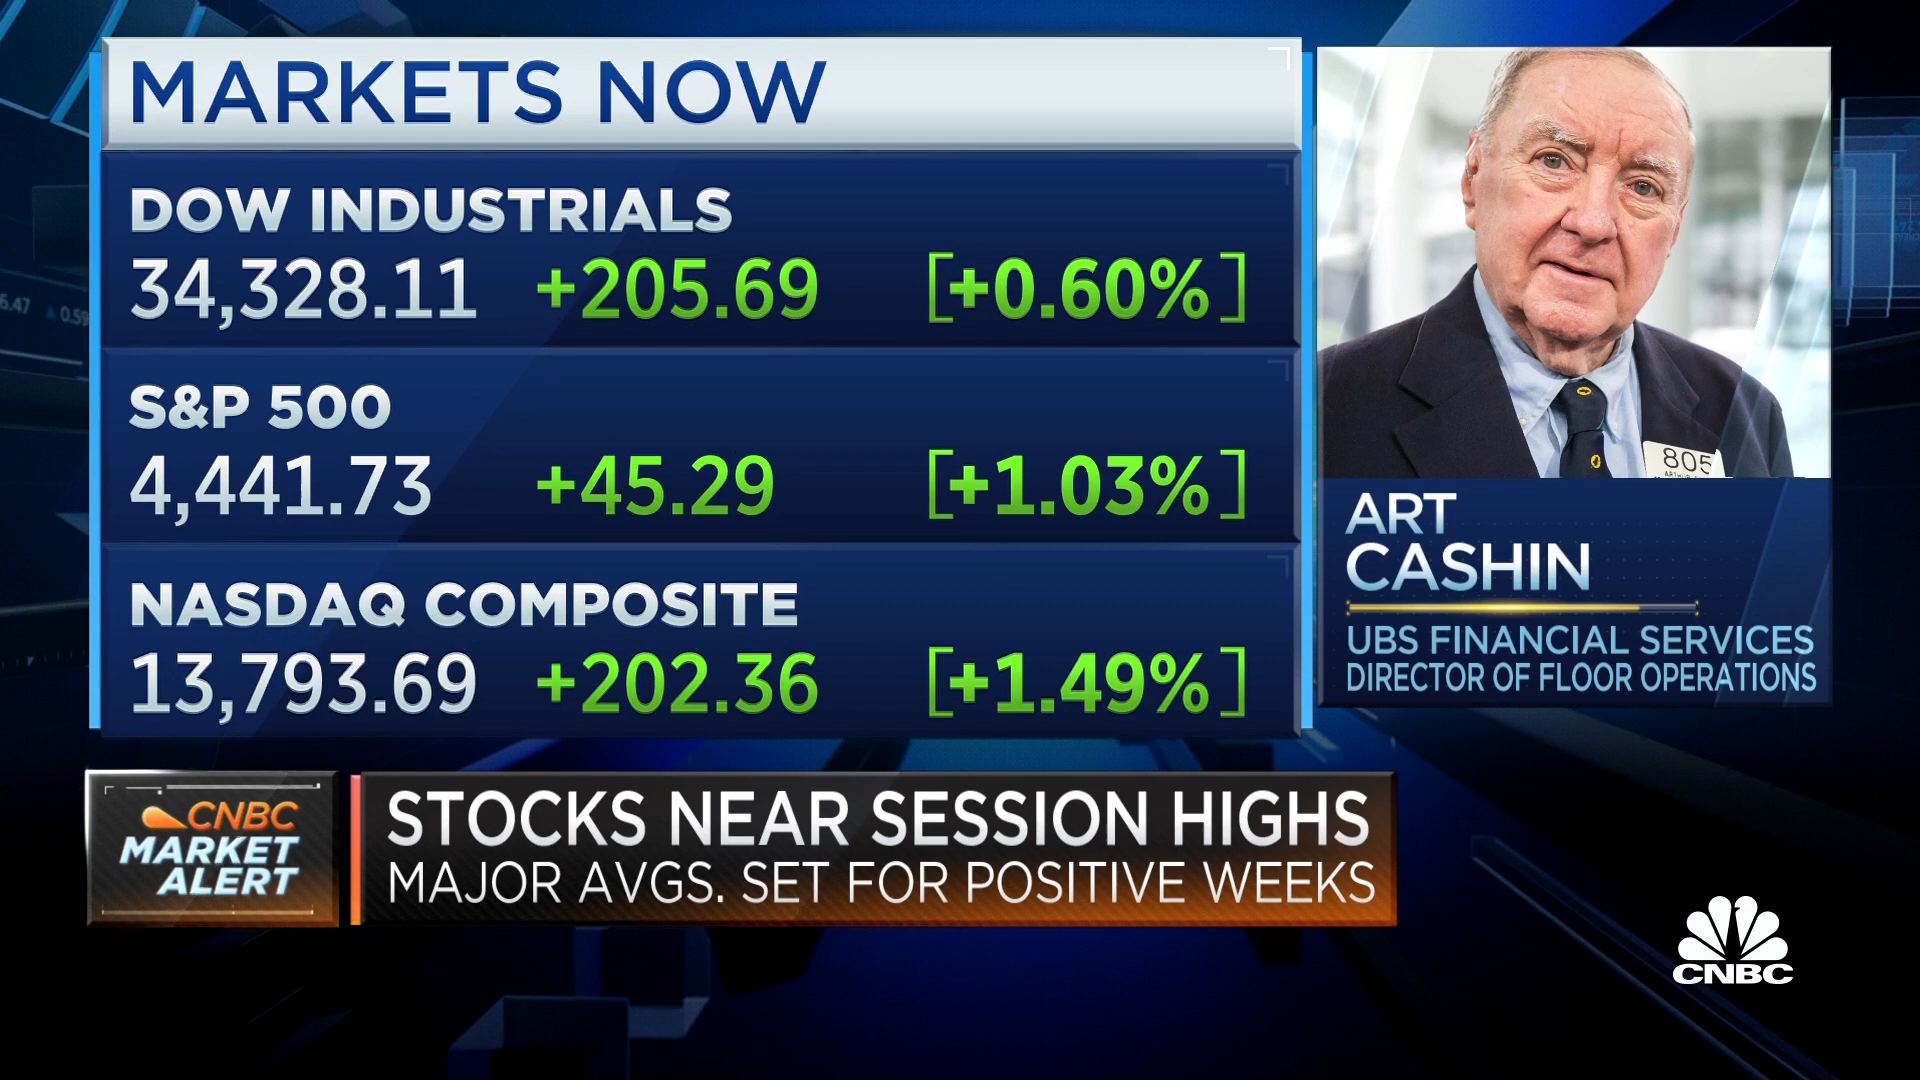 MARKETS NOW
DOW INDUSTRIALS
34,328.11 +205.69 [+0.60%]
S&P 500
4,441.73 +45.29 [+1.03%]
NASDAQ COMPOSITE
13,793.69 +202.36 [+1.49%]
805
ART
CASHIN
UBS FINANCIAL SERVICES
DIRECTOR OF FLOOR OPERATIONS
CNBC
MARKET
ALERT
STOCKS NEAR SESSION HIGHS
MAJOR AVGS. SET FOR POSITIVE WEEKS
CNBC